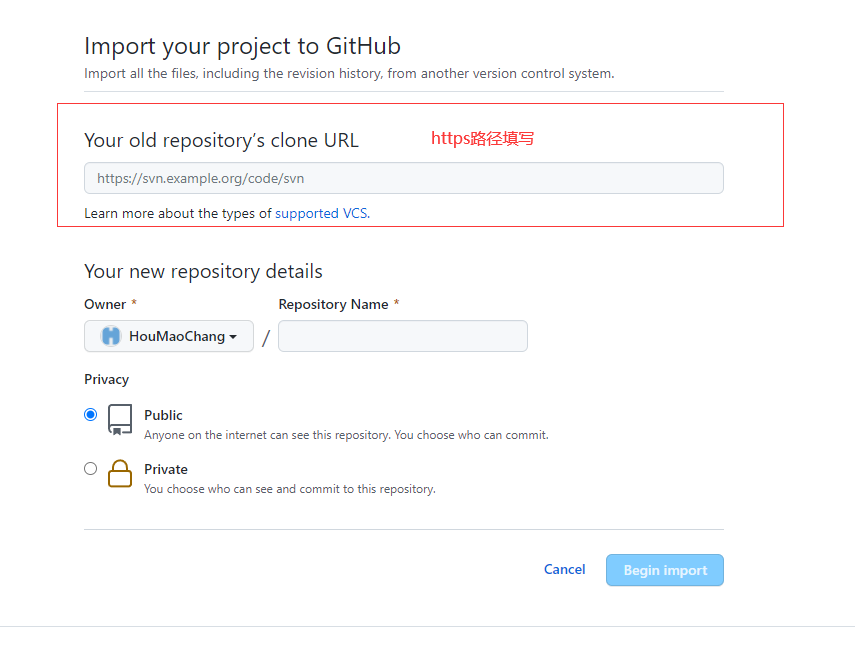 Import your project to GitHub
Import all the files, including the revision history, from another version control system.
Your old repository’s clone URL
https路径填写
https://svn.example.org/code/svn
Learn more about the types of supported VCS.
Your new repository details
Owner *
Repository Name *
HouMaoChang
/
Privacy
Public
Anyone on the internet can see this repository. You choose who can commit.
Private
You choose who can see and commit to this repository.
Cancel
Begin import